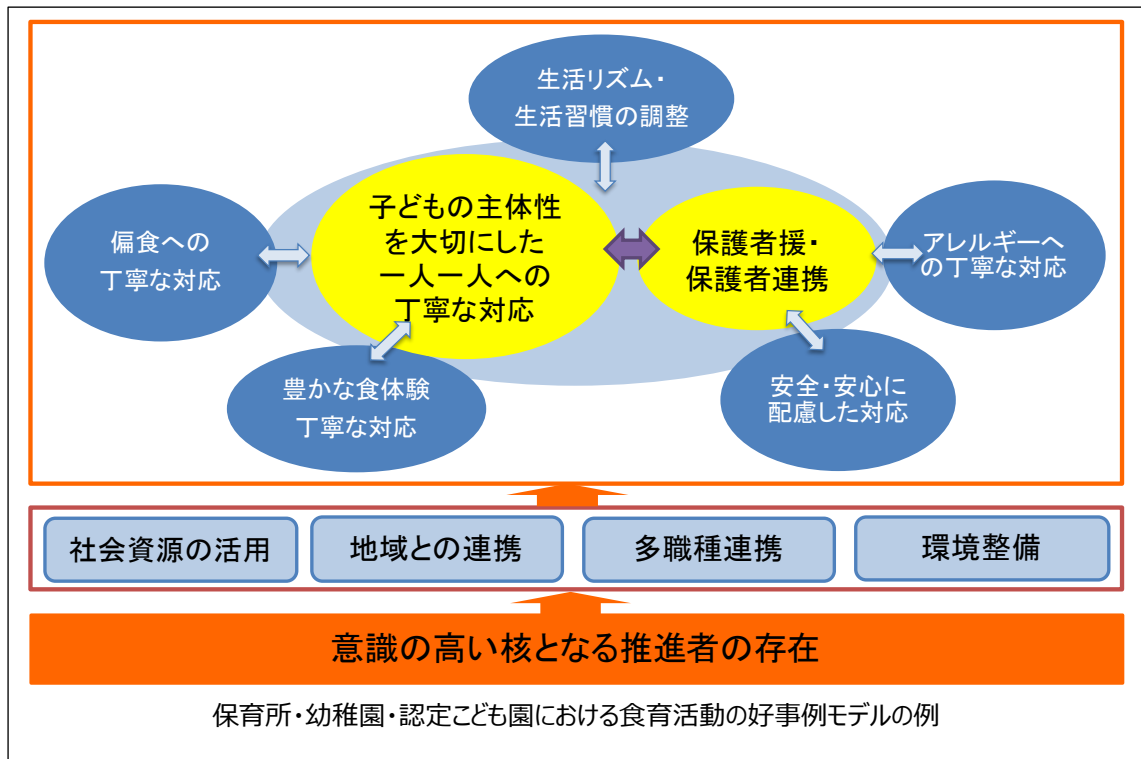 生活リズム・
生活習慣の調整
子どもの主体性
を大切にした
一人一人への
丁寧な対応
保護者援・
保護者連携
偏食への
丁寧な対応
アレルギーへ
の丁寧な対応
豊かな食体験
丁寧な対応
安全・安心に
配慮した対応
社会資源の活用
地域との連携
多職種連携
環境整備
意識の高い核となる推進者の存在
保育所・幼稚園・認定こども園における食育活動の好事例モデルの例